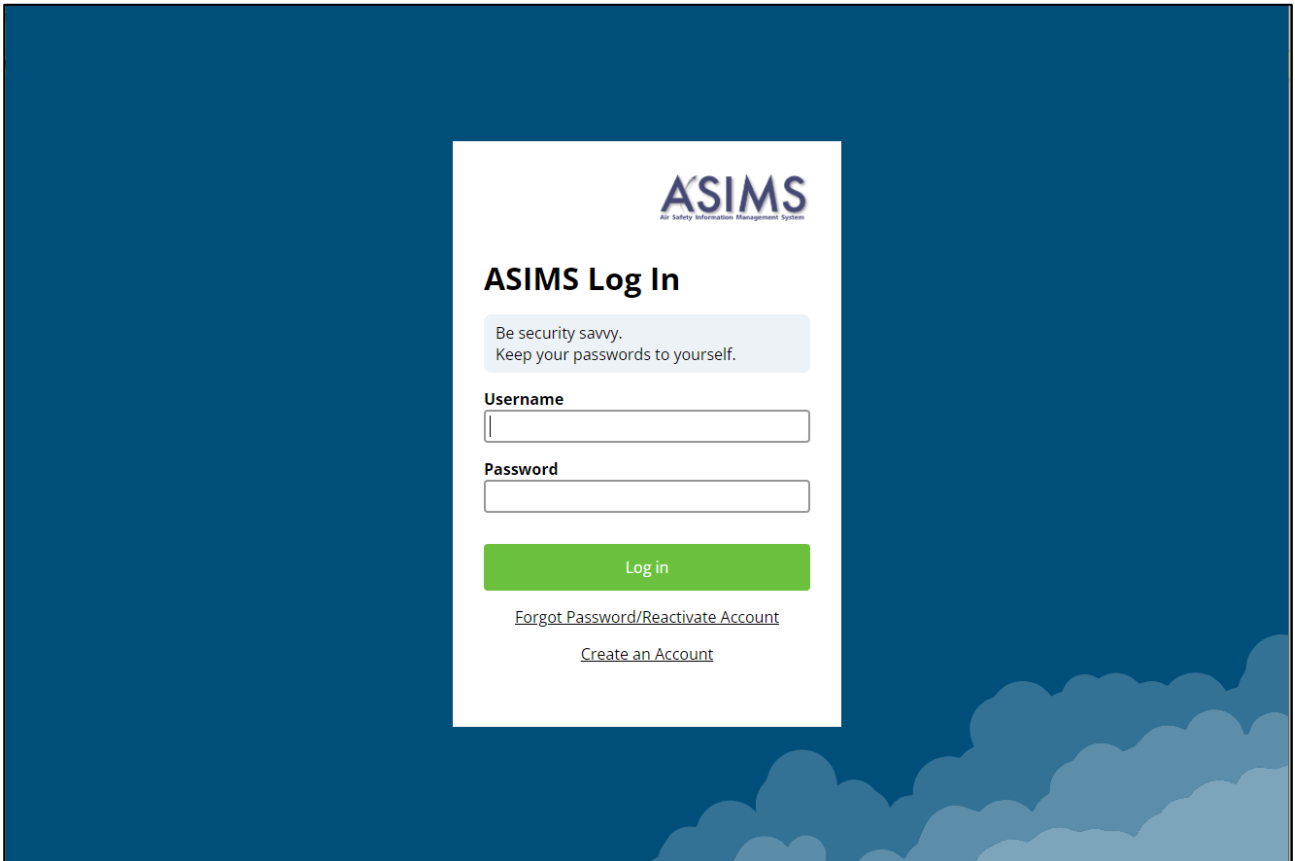 ASIMS
Air Safety Information Management System
ASIMS Log In
Be security savvy.
Keep your passwords to yourself.
Username
Password
Log in
Forgot Password/Reactivate Account
Create an Account